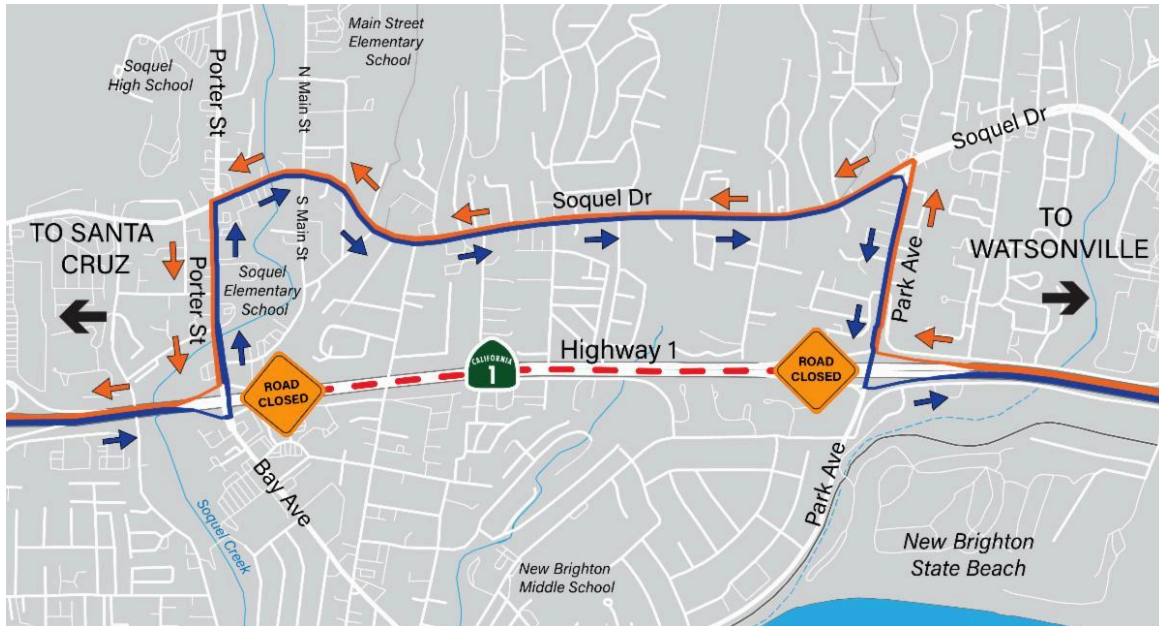 Main Street
Elementary
School
Soquel
High School
Porter St
N Main St
Soquel Dr
Soquel Dr
S Main St
TO SANTA
CRUZ
TO
WATSONVILLE
Porter St
Soquel
Elementary
School
Park Ave
Highway 1
CALIFORNIA
1
ROAD
CLOSED
ROAD
CLOSED
Bay Ave
Park Ave
Soquel Creek
New Brighton
Middle School
New Brighton
State Beach